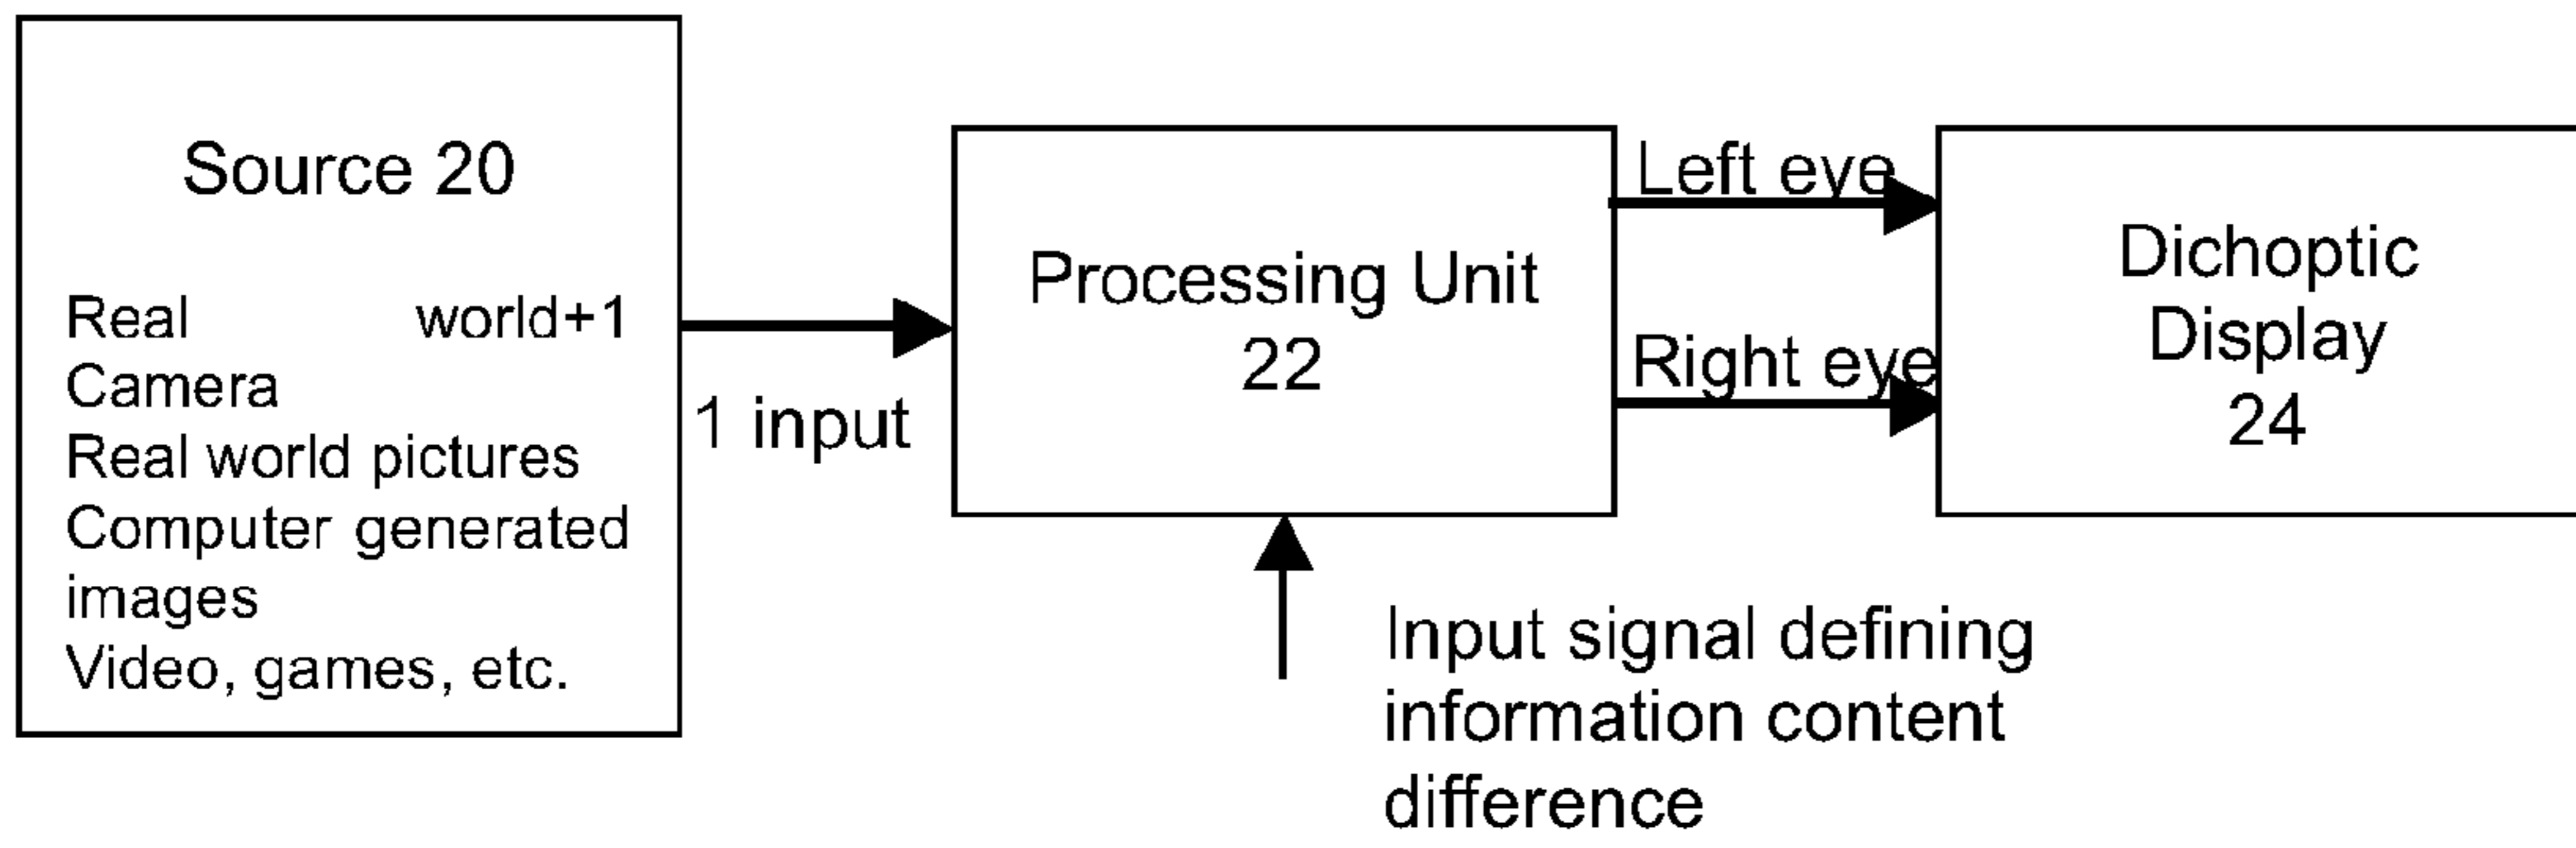 Source 20
Real world+1
Camera
Real world pictures
Computer generated
images
Video, games, etc.
1 input
Processing Unit
22
Left eye
Right eye
Dichoptic
Display
24
Input signal defining
information content
difference